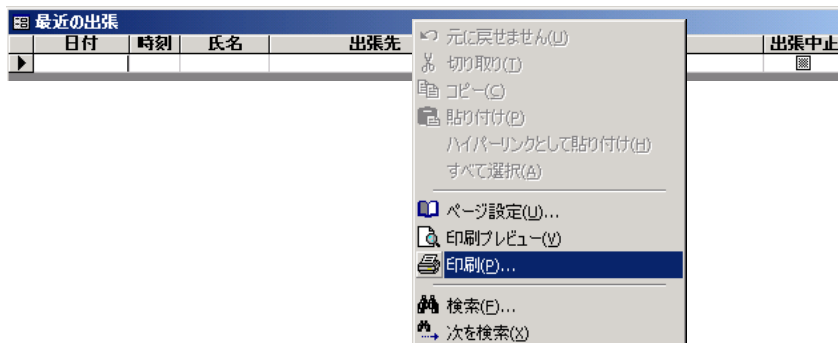 最近の出張
日付 時刻 氏名 出張先 出張中止
元に戻せません(U)
切り取り(T)
コピー(C)
貼り付け(P)
ハイパーリンクとして貼り付け(H)
すべて選択(A)
ページ設定(U)...
印刷プレビュー(V)
印刷(P)...
検索(F)...
次を検索(X)